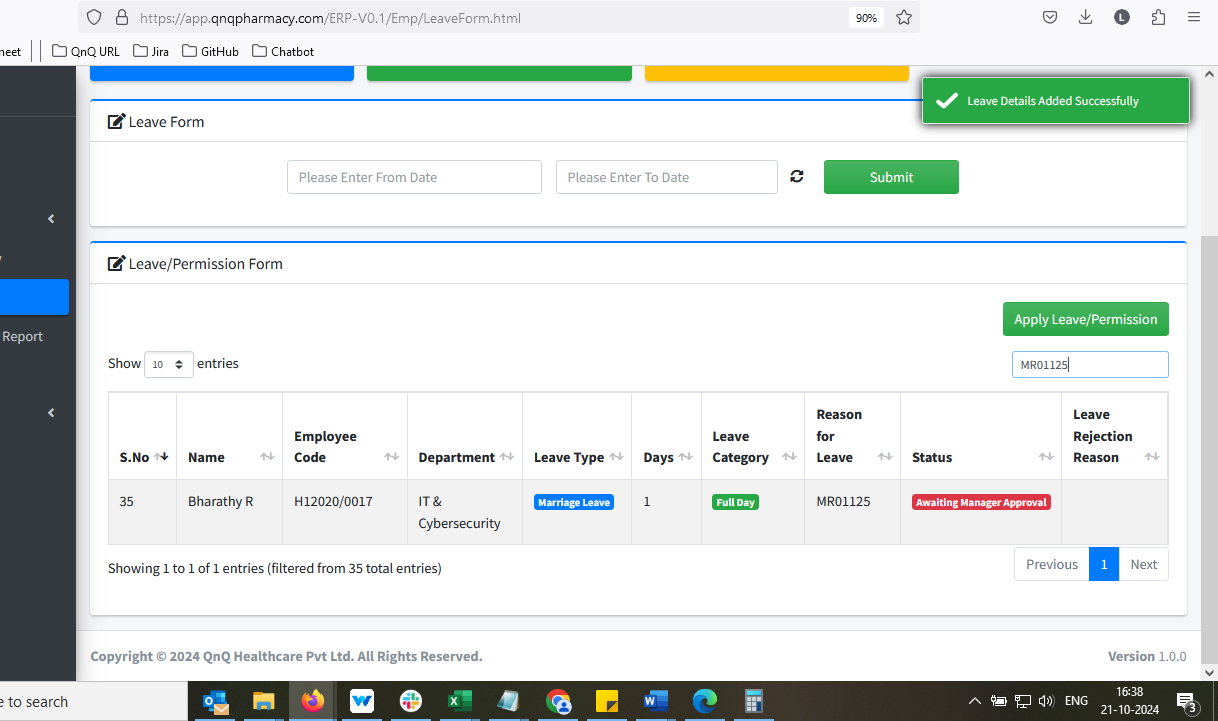 https://app.qnqpharmacy.com/ERP-V0.1/Emp/LeaveForm.html
90%
L
neet
QnQ URL
Jira
GitHub
Chatbot
Leave Details Added Successfully
Leave Form
Please Enter From Date
Please Enter To Date
Submit
Leave/Permission Form
Report
Apply Leave/Permission
Show 10 entries
MR01125
S.No
Name
Employee Code
Department
Leave Type
Days
Leave Category
Reason for Leave
Status
Leave Rejection Reason
35
Bharathy R
H12020/0017
IT & Cybersecurity
Marriage Leave
1
Full Day
MR01125
Awaiting Manager Approval
Showing 1 to 1 of 1 entries (filtered from 35 total entries)
Previous
1
Next
Copyright © 2024 QnQ Healthcare Pvt Ltd. All Rights Reserved.
Version 1.0.0
e to search
ENG
16:38
21-10-2024
3